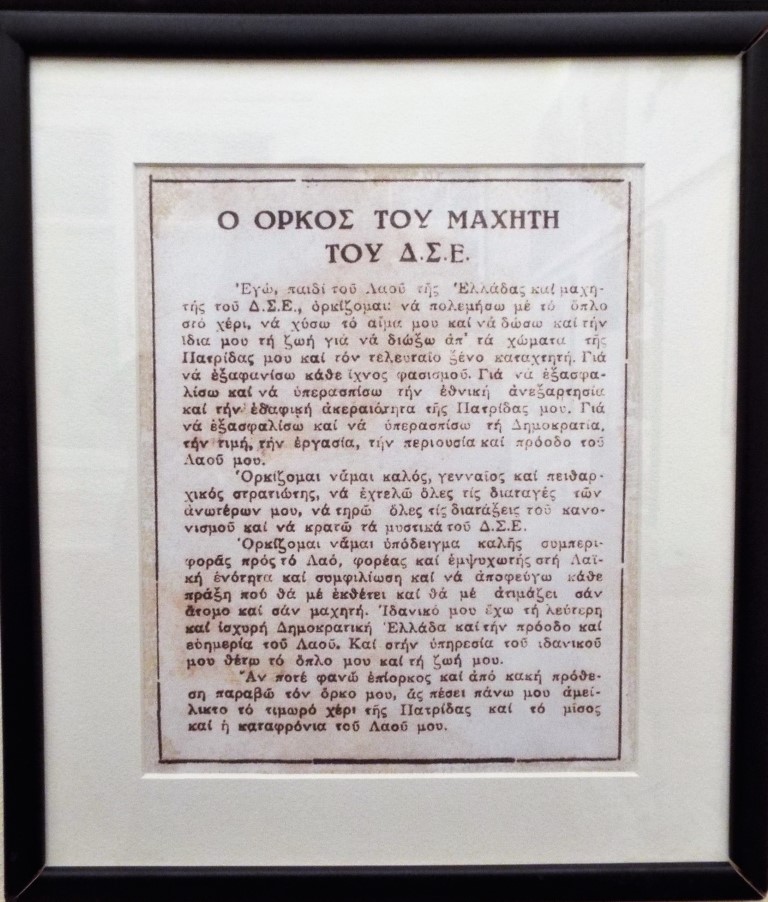 Ο ΟΡΚΟΣ ΤΟΥ ΜΑΧΗΤΗ
ΤΟΥ Δ.Σ.Ε.
Ἐγώ, παιδί τοῦ Λαοῦ τῆς Ἑλλάδας καί μαχη-
τής τοῦ Δ.Σ.Ε., ὁρκίζομαι: νά πολεμήσω μέ τό ὅπλο
στό χέρι, νά χύσω τό αἷμα μου καί νά δώσω καί τήν
ἴδια μου τή ζωή γιά νά διώξω ἀπ' τά χώματα τῆς
Πατρίδας μου καί τόν τελευταῖο ξένο καταχτητή. Γιά
νά ἐξαφανίσω κάθε ἴχνος φασισμοῦ. Γιά νά ἐξασφα-
λίσω καί νά ὑπερασπίσω τήν ἐθνική ἀνεξαρτησία
καί τήν ἐδαφική ἀκεραιότητα τῆς Πατρίδας μου. Γιά
νά ἐξασφαλίσω καί νά ὑπερασπίσω τή Δημοκρατία,
τήν τιμή, τήν ἐργασία, τήν περιουσία καί πρόοδο τοῦ
Λαοῦ μου.
Ὁρκίζομαι νἆμαι καλός, γενναῖος καί πειθαρ-
χικός στρατιώτης, νά ἐχτελῶ ὅλες τίς διαταγές τῶν
ἀνωτέρων μου, νά τηρῶ ὅλες τίς διατάξεις τοῦ κανο-
νισμοῦ καί νά κρατῶ τά μυστικά τοῦ Δ.Σ.Ε.
Ὁρκίζομαι νἆμαι ὑπόδειγμα καλῆς συμπερι-
φορᾶς πρός τό Λαό, φορέας καί ἐμψυχωτής στή Λαϊ-
κή ἑνότητα καί συμφιλίωση καί νά ἀποφεύγω κάθε
πράξη πού θά μέ ἐκθέτει καί θά μέ ἀτιμάζει σάν
ἄτομο καί σάν μαχητή. Ἰδανικό μου ἔχω τή λεύτερη
καί ἰσχυρή Δημοκρατική Ἑλλάδα καί τήν πρόοδο καί
εὐημερία τοῦ Λαοῦ. Καί στήν ὑπηρεσία τοῦ ἰδανικοῦ
μου θέτω τό ὅπλο μου καί τή ζωή μου.
Ἄν ποτέ φανῶ ἐπίορκος καί ἀπό κακή πρόθε-
ση παραβῶ τόν ὅρκο μου, ἄς πέσει πάνω μου ἀμεί-
λικτο τό τιμωρό χέρι τῆς Πατρίδας καί τό μῖσος
καί ἡ καταφρόνια τοῦ Λαοῦ μου.